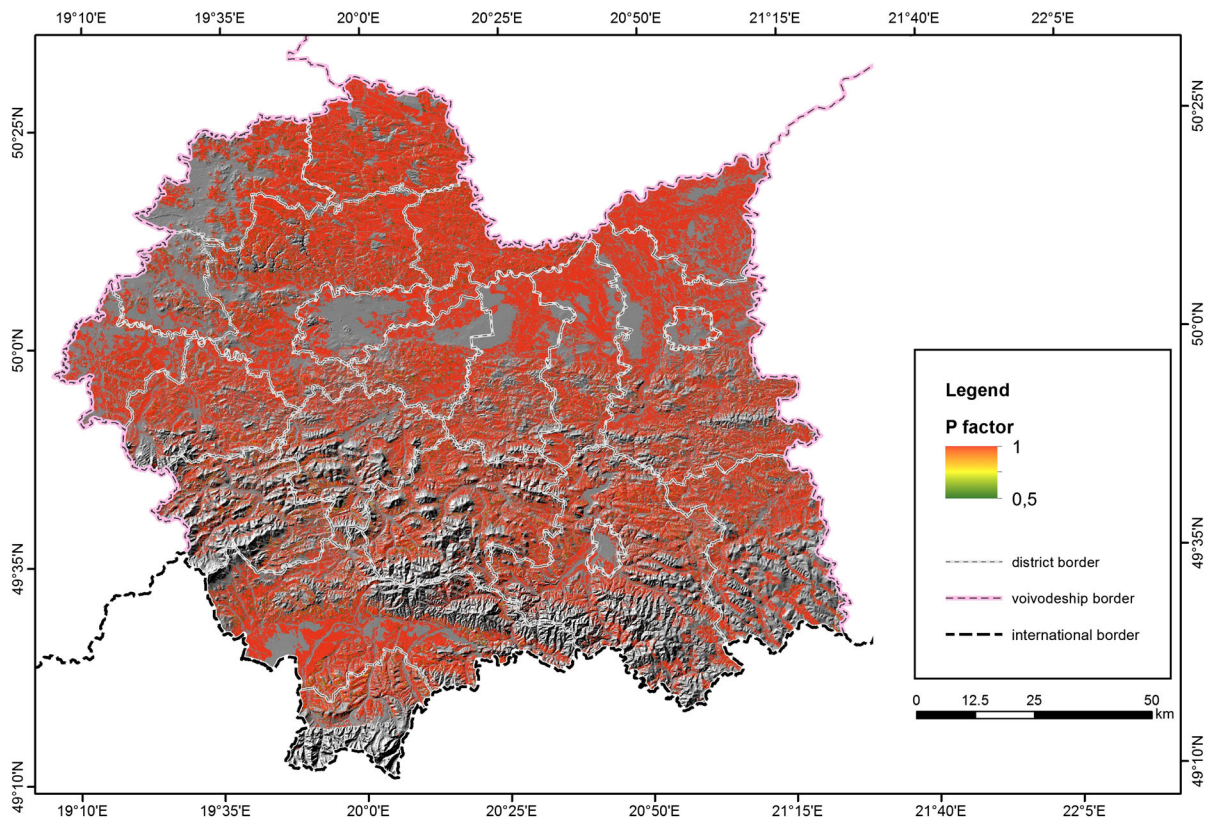 19°10'E 19°35'E 20°0'E 20°25'E 20°50'E 21°15'E 21°40'E 22°5'E
50°25'N
50°25'N
50°0'N
50°0'N
Legend
P factor
1
0,5
49°35'N
49°35'N
district border
voivodeship border
international border
0 12.5 25 50
km
49°10'N
49°10'N
19°10'E 19°35'E 20°0'E 20°25'E 20°50'E 21°15'E 21°40'E 22°5'E